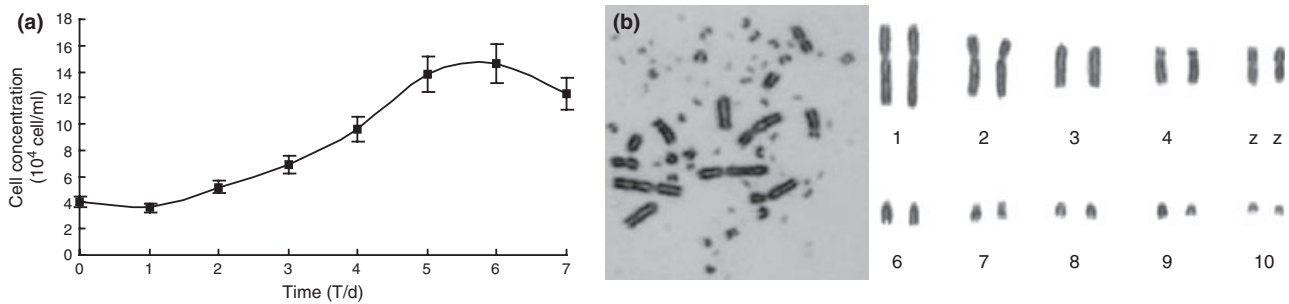 (a)
18
16
14
12
10
8
6
4
2
0
Cell concentration
(10⁴ cell/ml)
0 1 2 3 4 5 6 7
Time (T/d)
(b)
1 2 3 4 z z
6 7 8 9 10